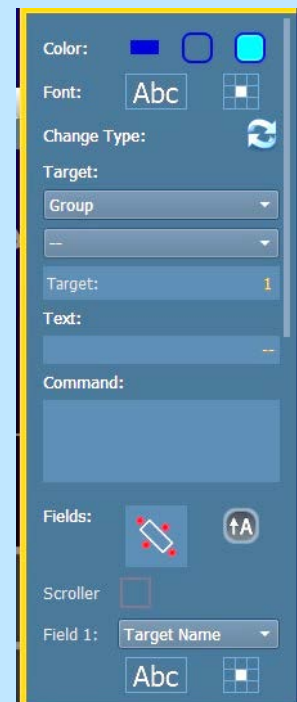 Color:
Font: Abc
Change Type:
Target:
Group
--
Target: 1
Text:
--
Command:
Fields: A
Scroller
Field 1: Target Name
Abc